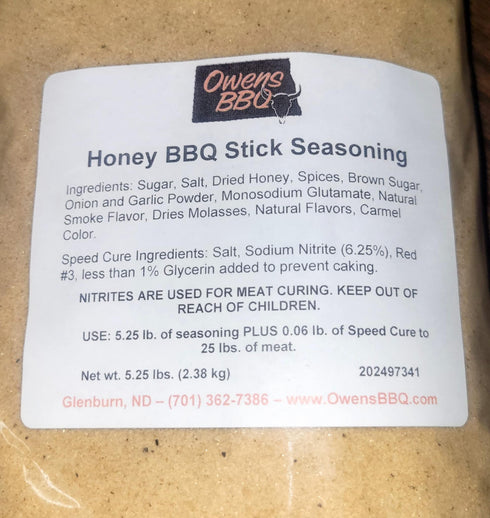 Owens
BBQ
Honey BBQ Stick Seasoning
Ingredients: Sugar, Salt, Dried Honey, Spices, Brown Sugar,
Onion and Garlic Powder, Monosodium Glutamate, Natural
Smoke Flavor, Dries Molasses, Natural Flavors, Carmel
Color.
Speed Cure Ingredients: Salt, Sodium Nitrite (6.25%), Red
#3, less than 1% Glycerin added to prevent caking.
NITRITES ARE USED FOR MEAT CURING. KEEP OUT OF
REACH OF CHILDREN.
USE: 5.25 lb. of seasoning PLUS 0.06 lb. of Speed Cure to
25 lbs. of meat.
Net wt. 5.25 lbs. (2.38 kg) 202497341
Glenburn, ND – (701) 362-7386 – www.OwensBBQ.com